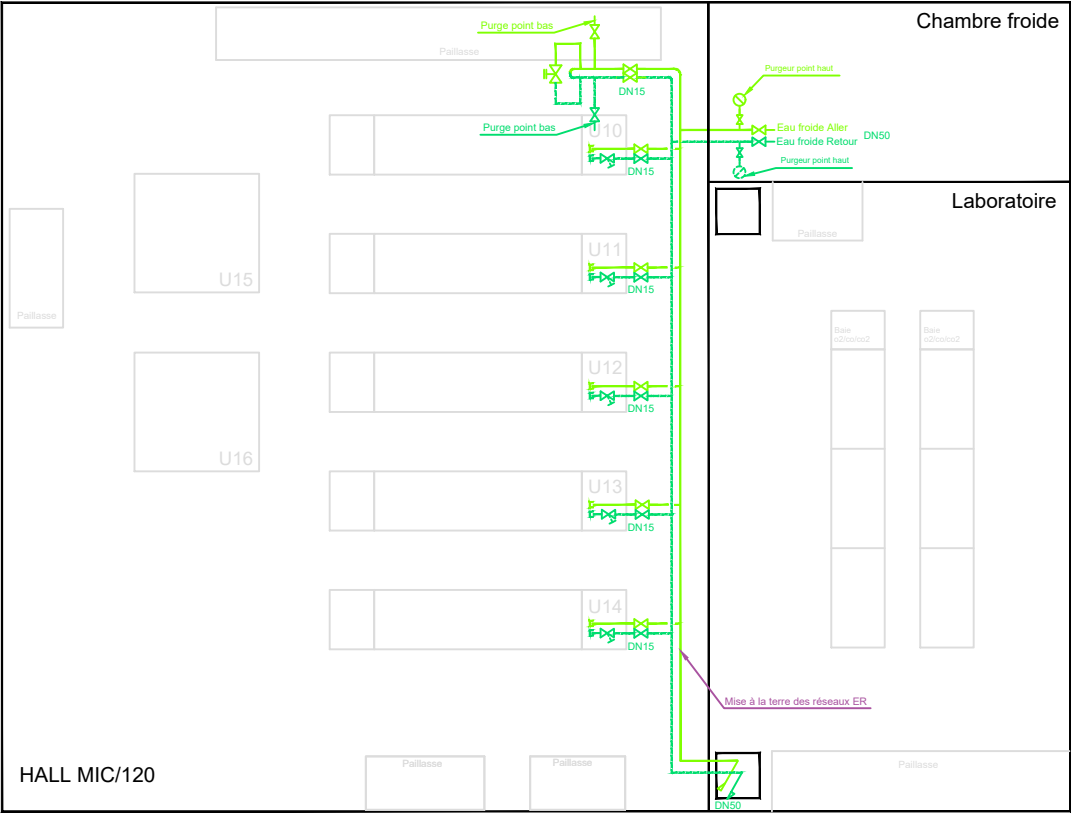 Chambre froide
Purge point bas
Paillasse
Purgeur point haut
DN15
Eau froide Aller
DN50
Eau froide Retour
Purge point bas
U10
Purgeur point haut
DN15
Laboratoire
Paillasse
U11
U15
DN15
Paillasse
Baie
o2/co/co2
Baie
o2/co/co2
U12
DN15
U16
U13
DN15
U14
DN15
Mise à la terre des réseaux ER
HALL MIC/120
Paillasse
Paillasse
Paillasse
DN50